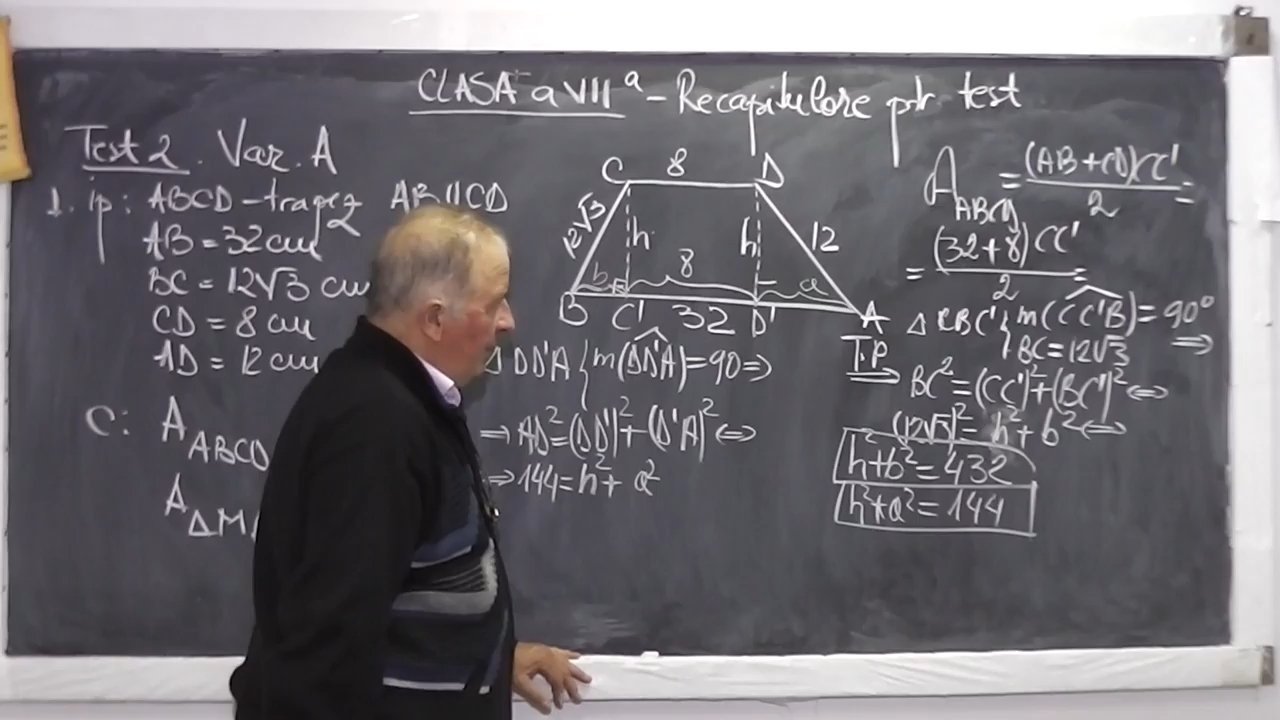 CLASA a VII a - Recapitulare ptr test
Test 2. Var. A
1. ip: ABCD - trapez AB || CD
AB = 32 cm
BC = 12√3 cm
CD = 8 cm
AD = 12 cm
C: A ABCD
A ΔM
C 8 D
12√3 h h 12
b 8 a
B C' 32 D' A
Δ DD'A { m(DD'A) = 90 ⇒
⇒ AD² = (DD')² + (D'A)² ⇔
⇒ 144 = h² + a²
A ABCD = (AB + CD) CC' / 2 =
= (32 + 8) CC' / 2 =
Δ CBC' { m(CC'B) = 90°
BC = 12√3 ⇒
T.P. ⇒ BC² = (CC')² + (BC')² ⇔
(12√3)² = h² + b² ⇔
h² + b² = 432
h² + a² = 144